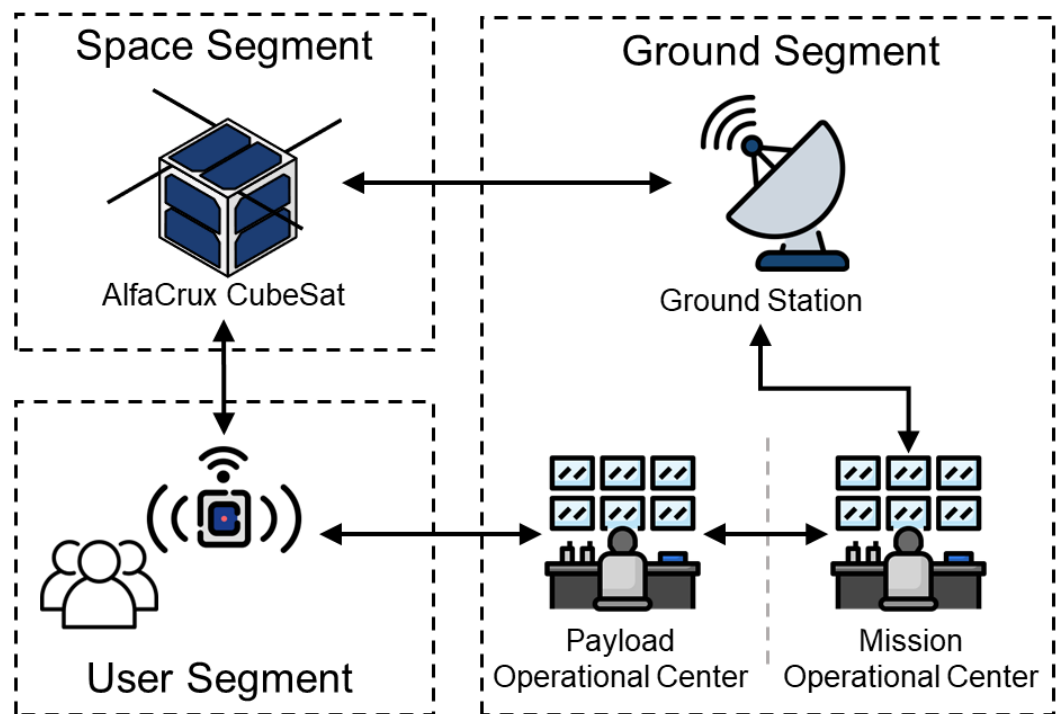 Space Segment
AlfaCrux CubeSat
User Segment
Ground Segment
Ground Station
Payload
Operational Center
Mission
Operational Center